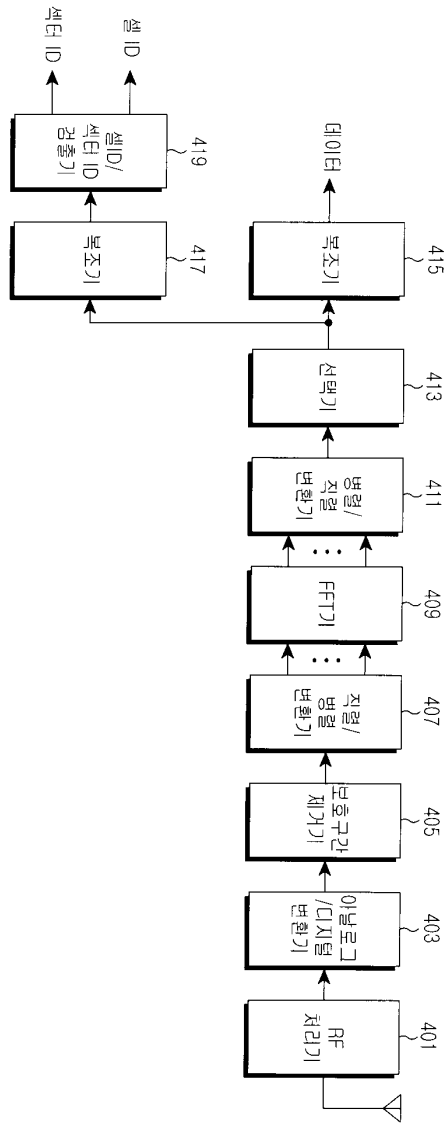 415
413
411
409
407
405
403
401
데이터
복조기
선택기
병렬/
직렬
변환기
...
FFT기
...
직렬/
병렬
변환기
보호구간
제거기
아날로그
/디지털
변환기
RF
처리기
419
417
셀 ID
섹터 ID
셀ID/
섹터 ID
검출기
복조기